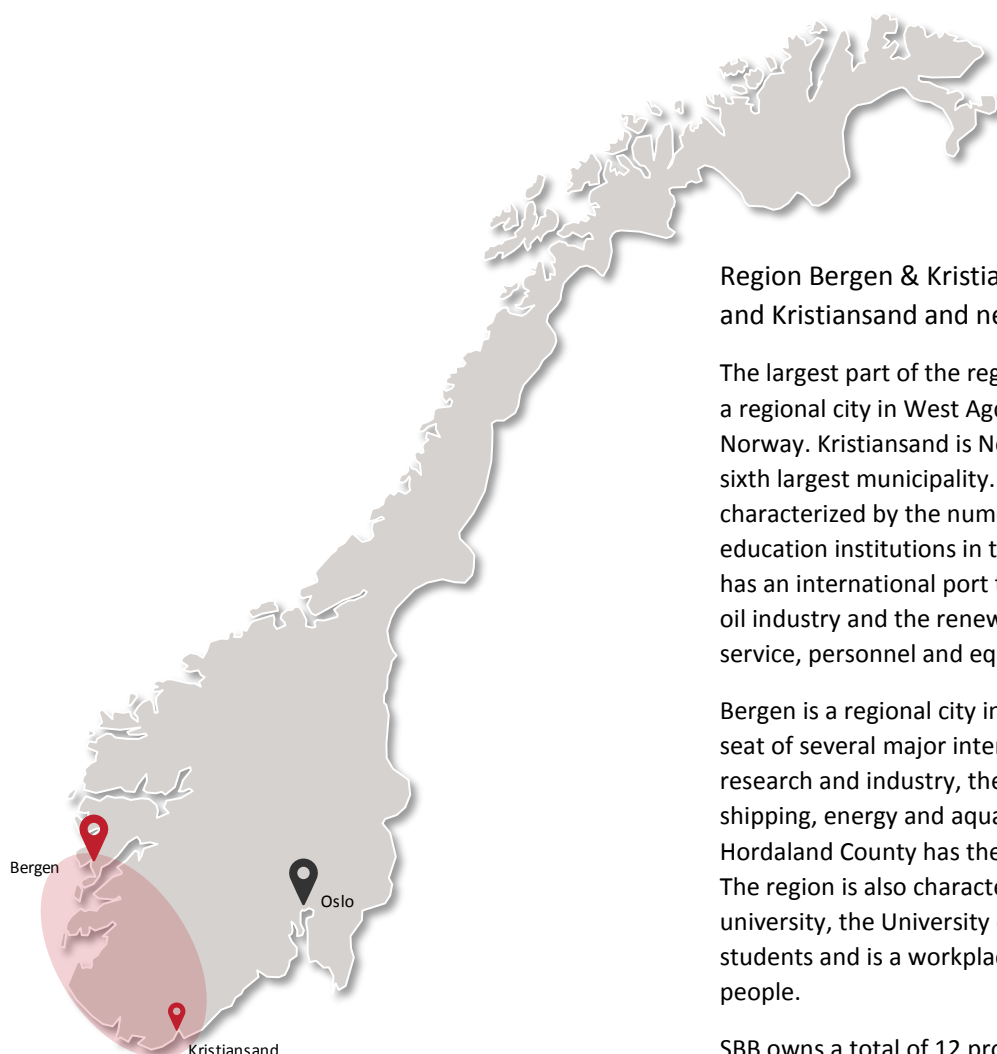 Region Bergen & Kristia
and Kristiansand and ne
The largest part of the reg
a regional city in West Ag
Norway. Kristiansand is N
sixth largest municipality.
characterized by the num
education institutions in t
has an international port
oil industry and the renew
service, personnel and eq
Bergen is a regional city i
seat of several major inter
research and industry, the
shipping, energy and aqua
Hordaland County has the
The region is also characte
university, the University
students and is a workplac
people.
SBB owns a total of 12 pro
Bergen
Oslo
Kristiansand